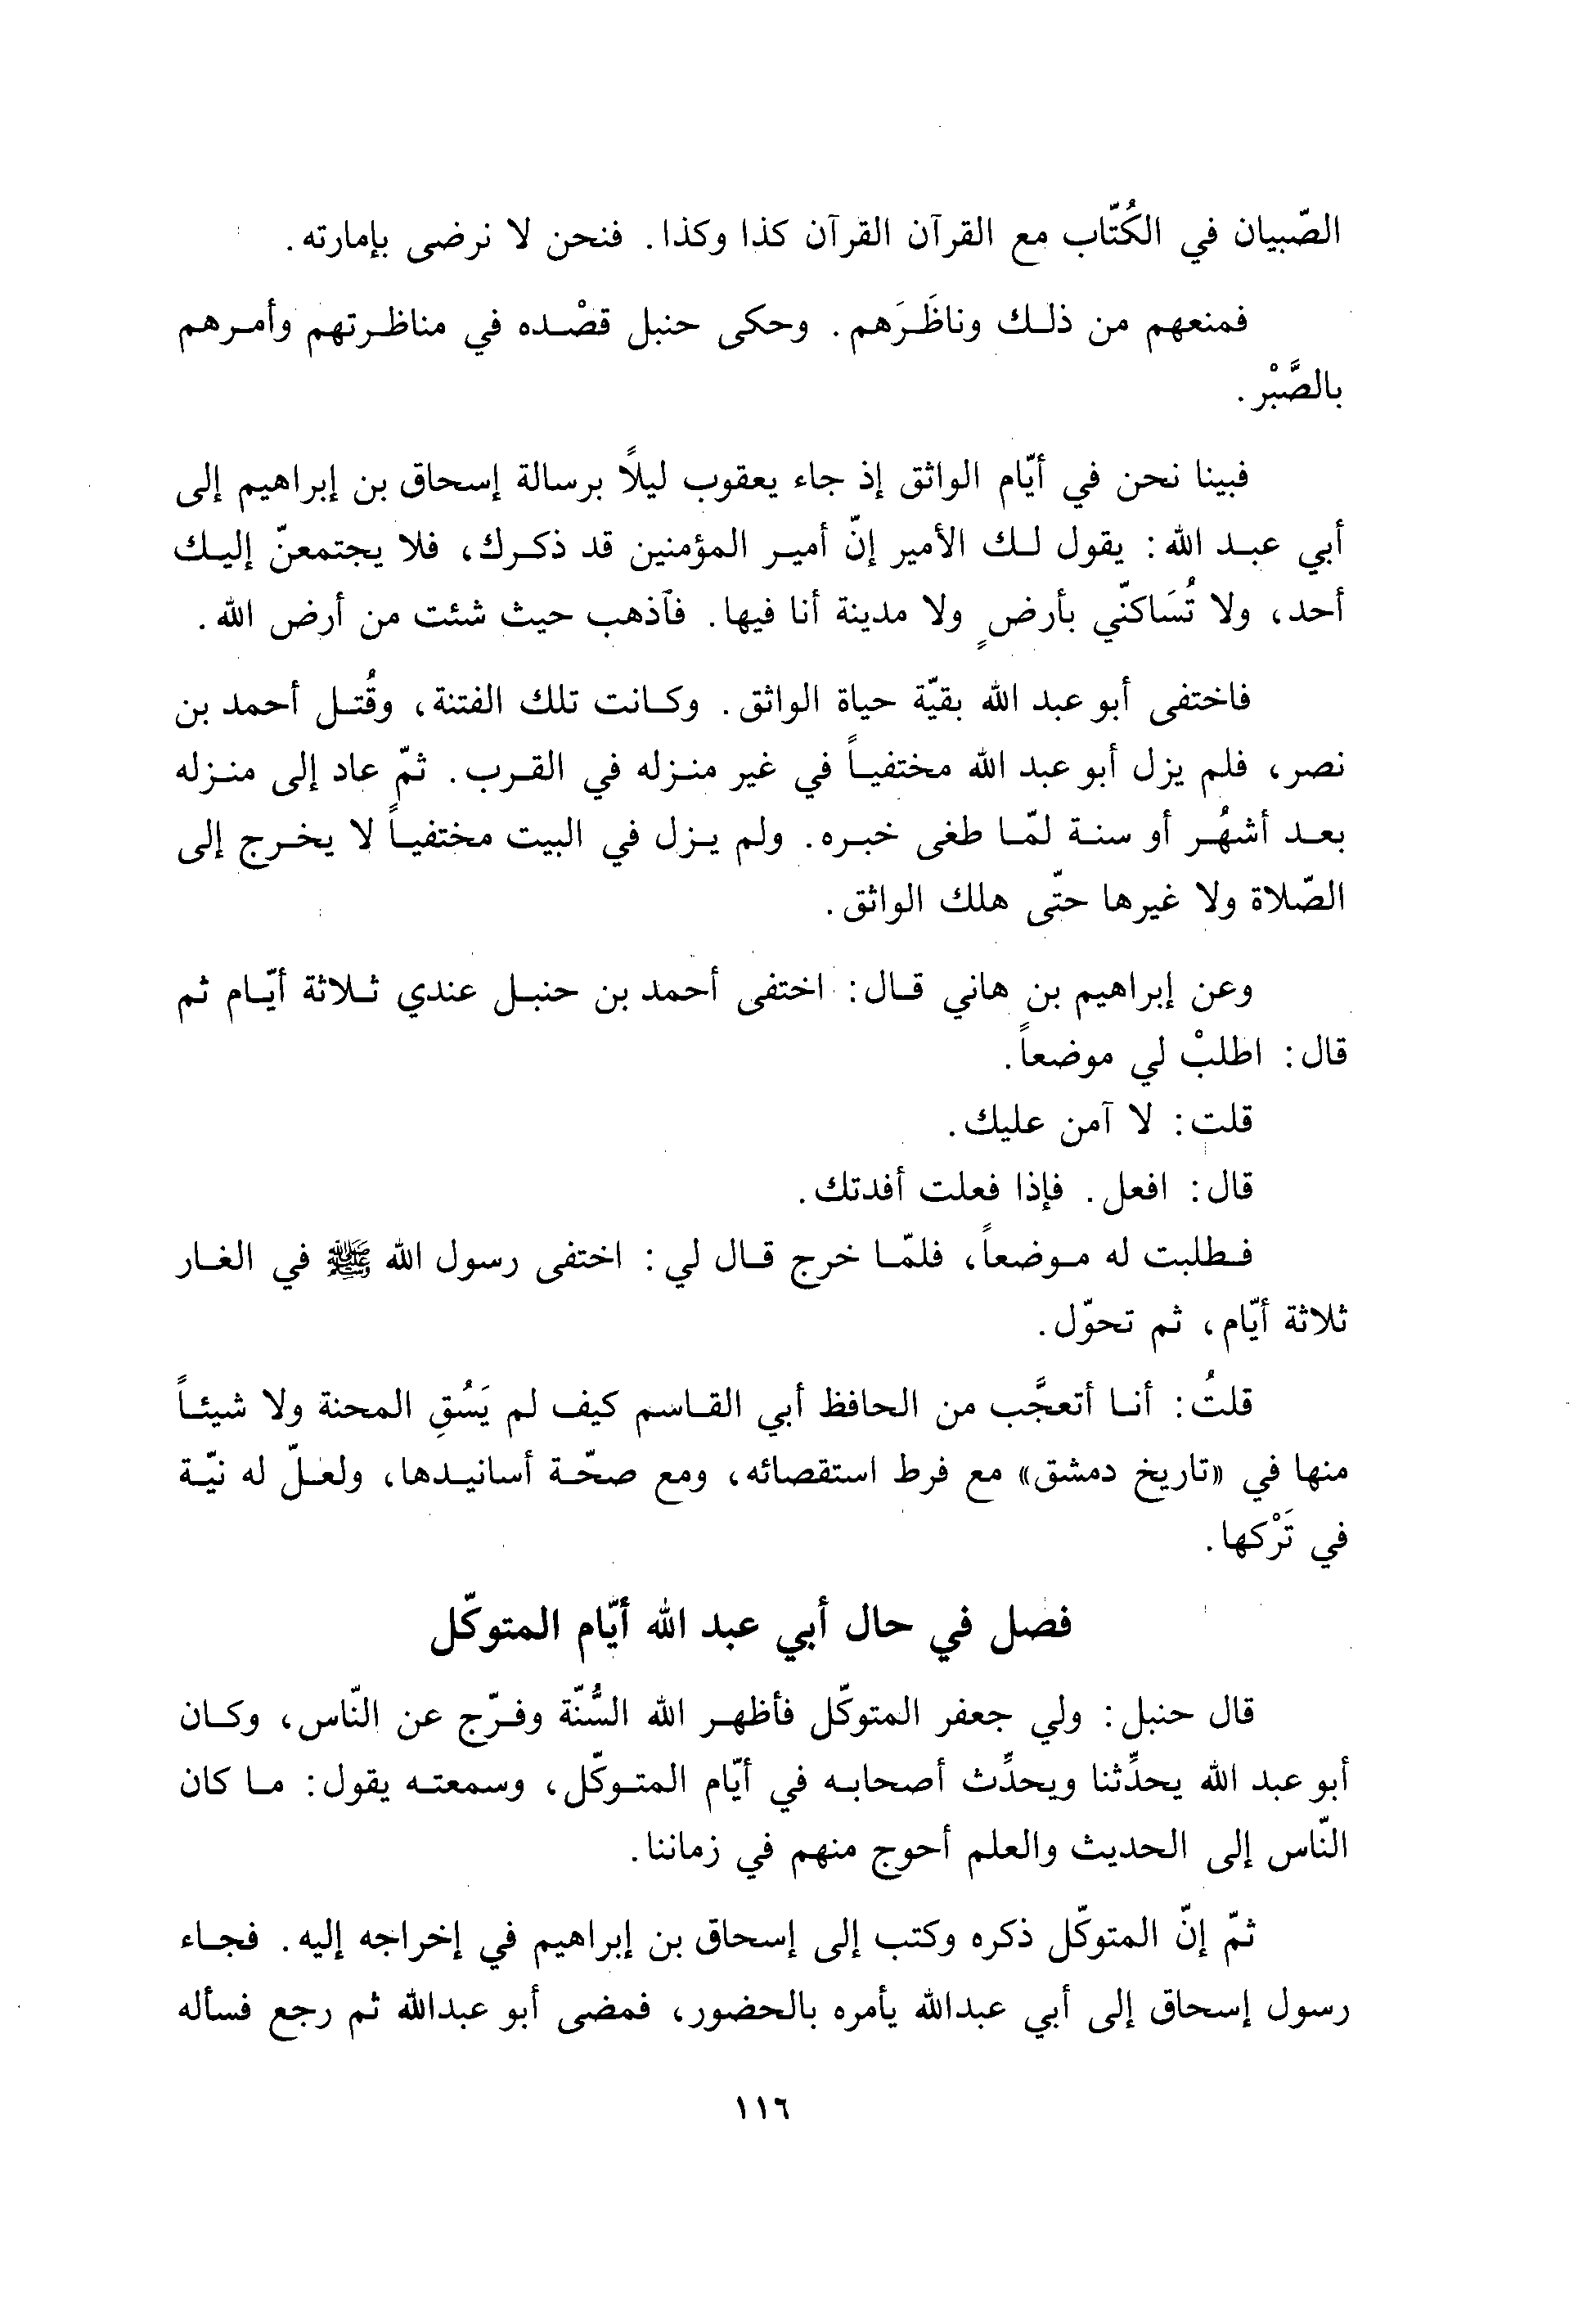 الصّبيان في الكُتّاب مع القرآن القرآن كذا وكذا. فنحن لا نرضى بإمارته.
فمنعهم من ذلك وناظَرَهم. وحكى حنبل قصْده في مناظرتهم وأمرهم
بالصَّبْر.
فبينا نحن في أيّام الواثق إذ جاء يعقوب ليلاً برسالة إسحاق بن إبراهيم إلى
أبي عبد الله: يقول لك الأمير إنّ أمير المؤمنين قد ذكرك، فلا يجتمعنّ إليك
أحد، ولا تُسَاكنّي بأرضٍ ولا مدينة أنا فيها. فآذهب حيث شئت من أرض الله.
فاختفى أبو عبد الله بقيّة حياة الواثق. وكانت تلك الفتنة، وقُتل أحمد بن
نصر، فلم يزل أبو عبد الله مختفياً في غير منزله في القرب. ثمّ عاد إلى منزله
بعد أشهُر أو سنة لمّا طغى خبره. ولم يزل في البيت مختفياً لا يخرج إلى
الصّلاة ولا غيرها حتّى هلك الواثق.
وعن إبراهيم بن هاني قال: اختفى أحمد بن حنبل عندي ثلاثة أيّام ثم
قال: اطلبْ لي موضعاً.
قلت: لا آمن عليك.
قال: افعل. فإذا فعلت أفدتك.
فطلبت له موضعاً، فلمّا خرج قال لي: اختفى رسول الله ﷺ في الغار
ثلاثة أيّام، ثم تحوّل.
قلتُ: أنا أتعجَّب من الحافظ أبي القاسم كيف لم يَسُقِ المحنة ولا شيئاً
منها في «تاريخ دمشق» مع فرط استقصائه، ومع صحّة أسانيدها، ولعلّ له نيّة
في تَرْكها.
فصل في حال أبي عبد الله أيّام المتوكّل
قال حنبل: ولي جعفر المتوكّل فأظهر الله السُّنّة وفرّج عن النّاس، وكان
أبو عبد الله يحدِّثنا ويحدِّث أصحابه في أيّام المتوكّل، وسمعته يقول: ما كان
النّاس إلى الحديث والعلم أحوج منهم في زماننا.
ثمّ إنّ المتوكّل ذكره وكتب إلى إسحاق بن إبراهيم في إخراجه إليه. فجاء
رسول إسحاق إلى أبي عبدالله يأمره بالحضور، فمضى أبو عبدالله ثم رجع فسأله
١١٦